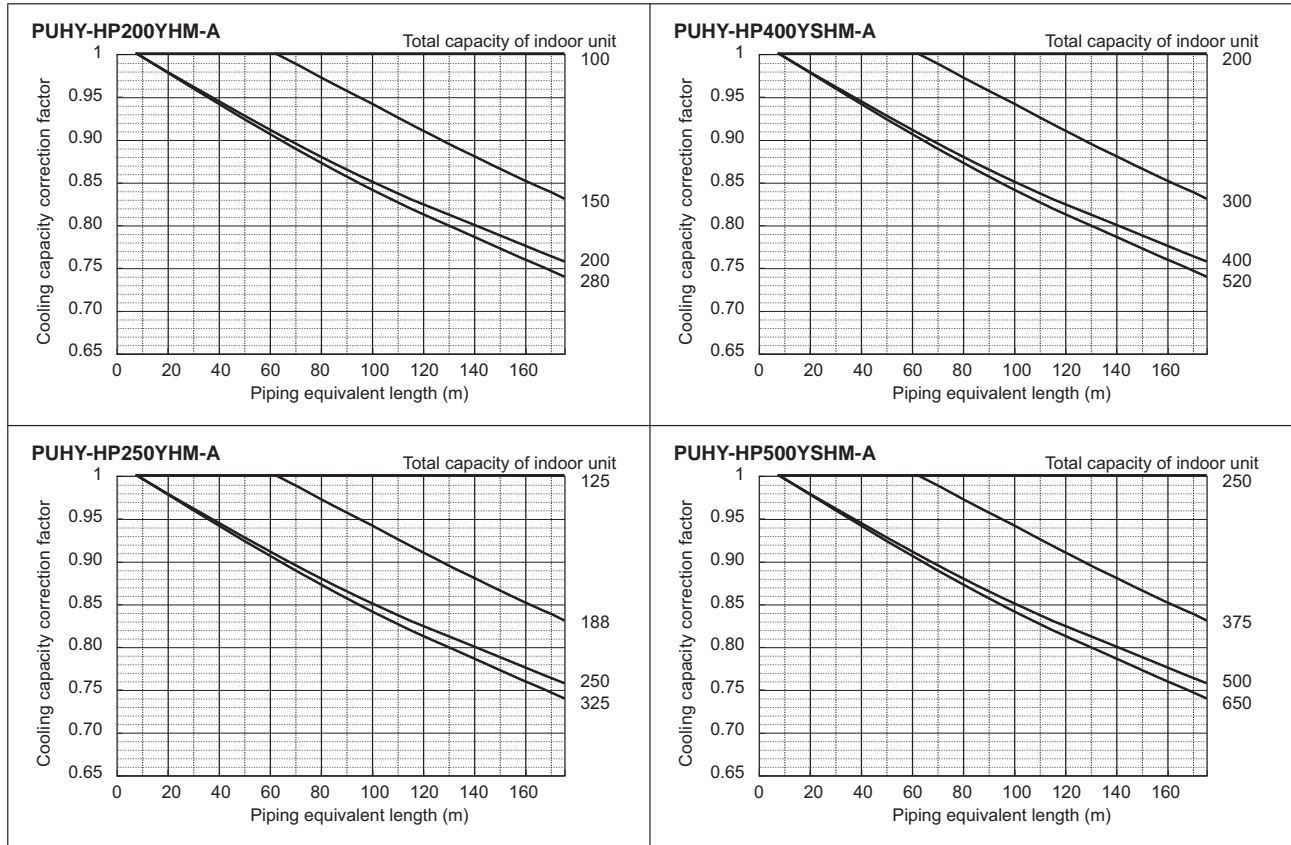 PUHY-HP200YHM-A
Total capacity of indoor unit
Cooling capacity correction factor
1
0.95
0.90
0.85
0.80
0.75
0.70
0.65
100
150
200
280
0 20 40 60 80 100 120 140 160
Piping equivalent length (m)
PUHY-HP400YSHM-A
Total capacity of indoor unit
Cooling capacity correction factor
1
0.95
0.90
0.85
0.80
0.75
0.70
0.65
200
300
400
520
0 20 40 60 80 100 120 140 160
Piping equivalent length (m)
PUHY-HP250YHM-A
Total capacity of indoor unit
Cooling capacity correction factor
1
0.95
0.90
0.85
0.80
0.75
0.70
0.65
125
188
250
325
0 20 40 60 80 100 120 140 160
Piping equivalent length (m)
PUHY-HP500YSHM-A
Total capacity of indoor unit
Cooling capacity correction factor
1
0.95
0.90
0.85
0.80
0.75
0.70
0.65
250
375
500
650
0 20 40 60 80 100 120 140 160
Piping equivalent length (m)